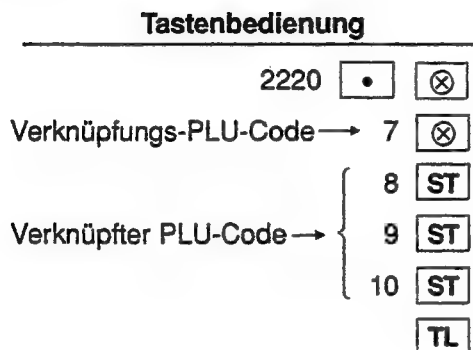 Tastenbedienung
2220 • ⊗
Verknüpfungs-PLU-Code → 7 ⊗
8 ST
Verknüpfter PLU-Code → 9 ST
10 ST
TL